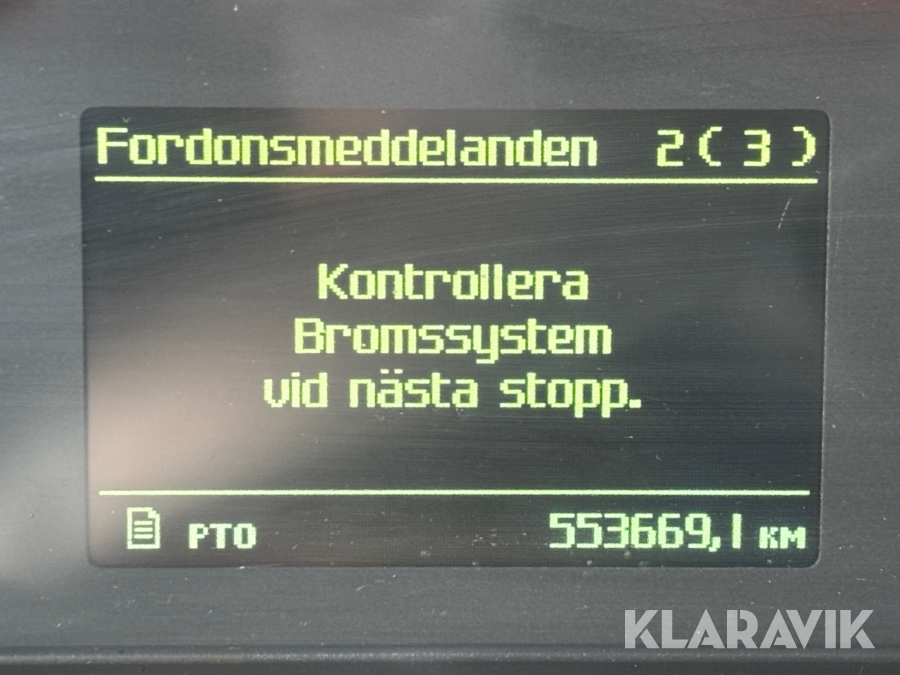 Fordonsmeddelanden 2(3)
Kontrollera
Bromssystem
vid nästa stopp.
PTO 553669,1 KM
KLARAVIK